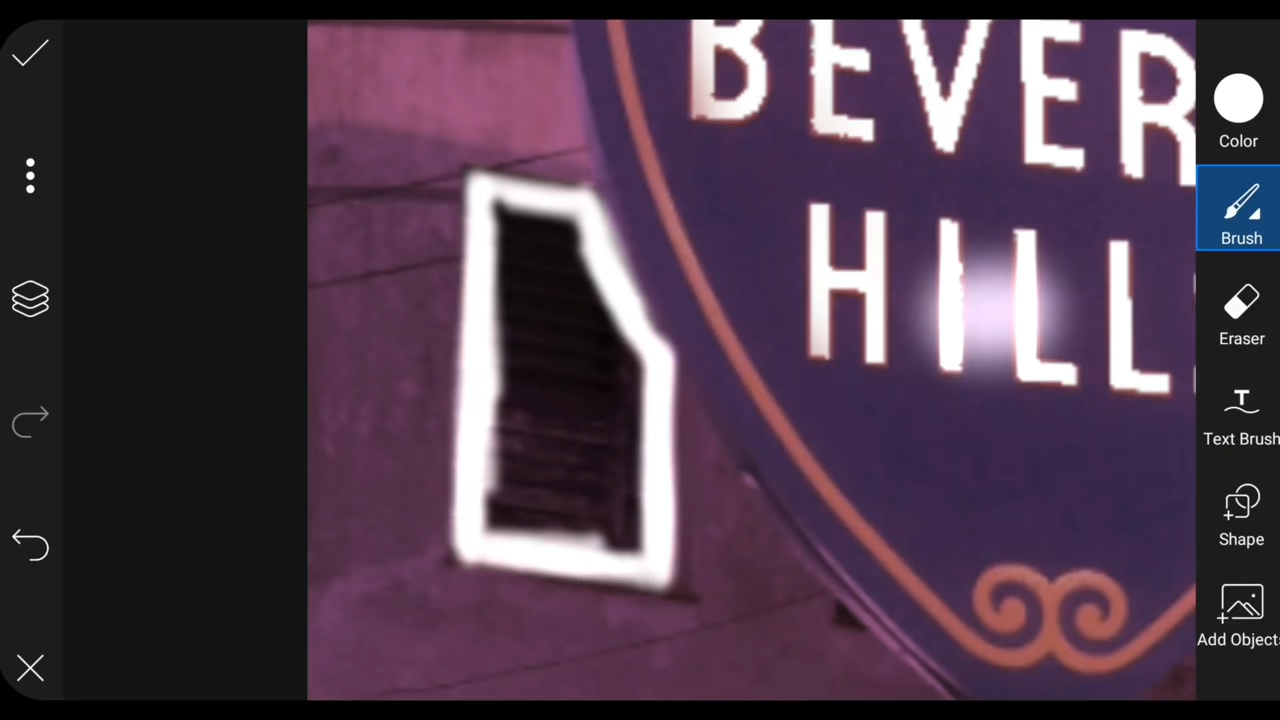 BEVER
HILL
Color
Brush
Eraser
Text Brush
Shape
Add Object